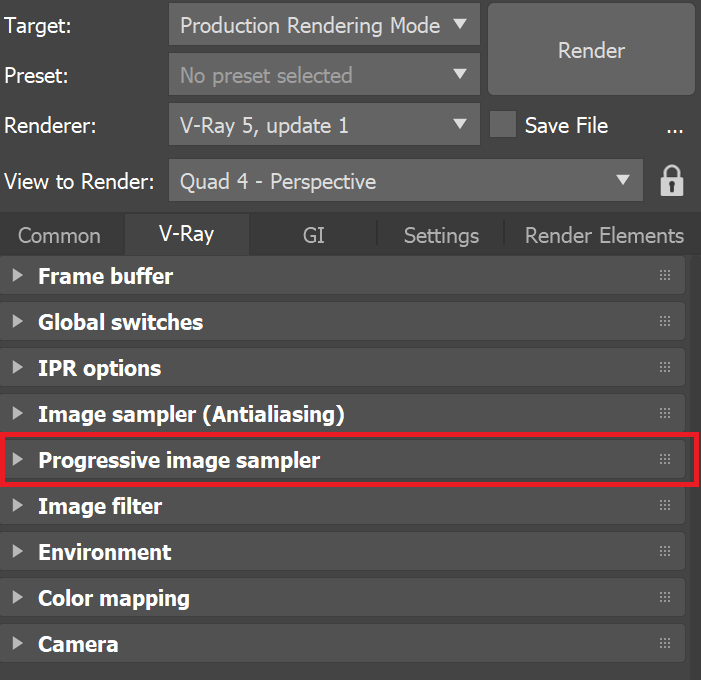 Target: Production Rendering Mode
Render
Preset: No preset selected
Renderer: V-Ray 5, update 1 Save File ...
View to Render: Quad 4 - Perspective
Common V-Ray GI Settings Render Elements
Frame buffer
Global switches
IPR options
Image sampler (Antialiasing)
Progressive image sampler
Image filter
Environment
Color mapping
Camera